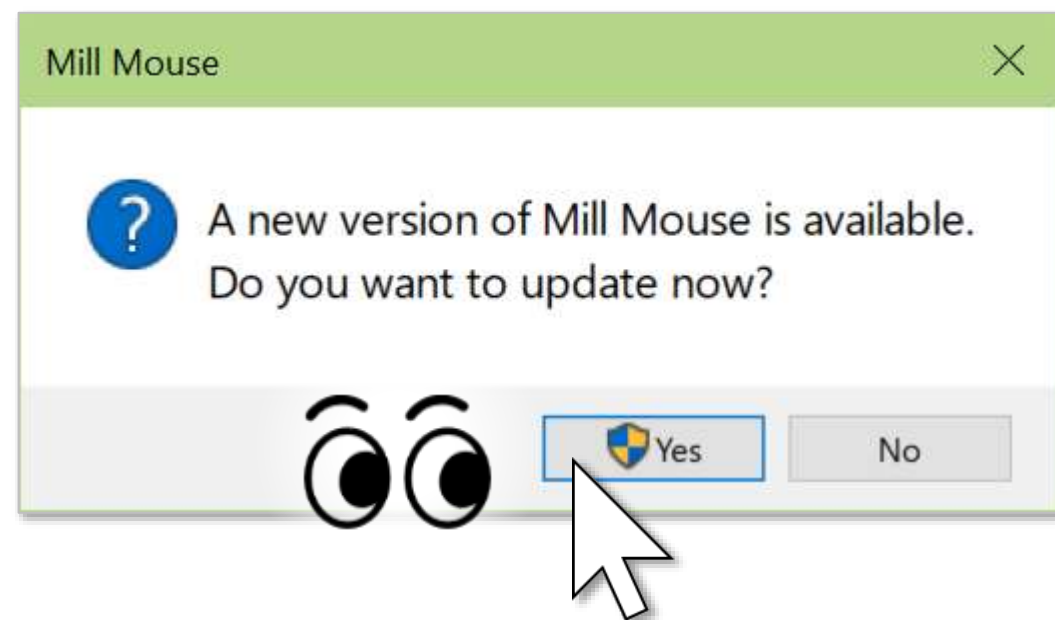 Mill Mouse
A new version of Mill Mouse is available.
Do you want to update now?
Yes No